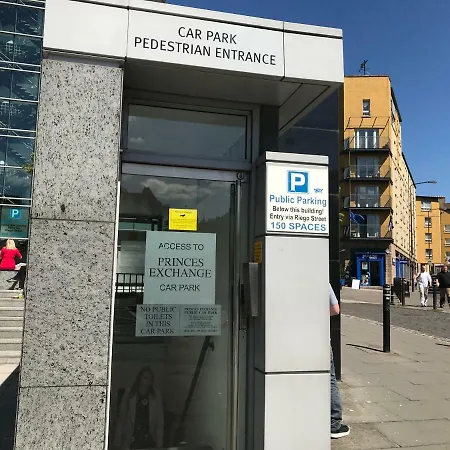 CAR PARK
PEDESTRIAN ENTRANCE
P
Public Parking
Below this building!
Entry via Riego Street
150 SPACES
ACCESS TO
PRINCES
EXCHANGE
CAR PARK
NO PUBLIC
TOILETS IN
THIS CAR PARK
P